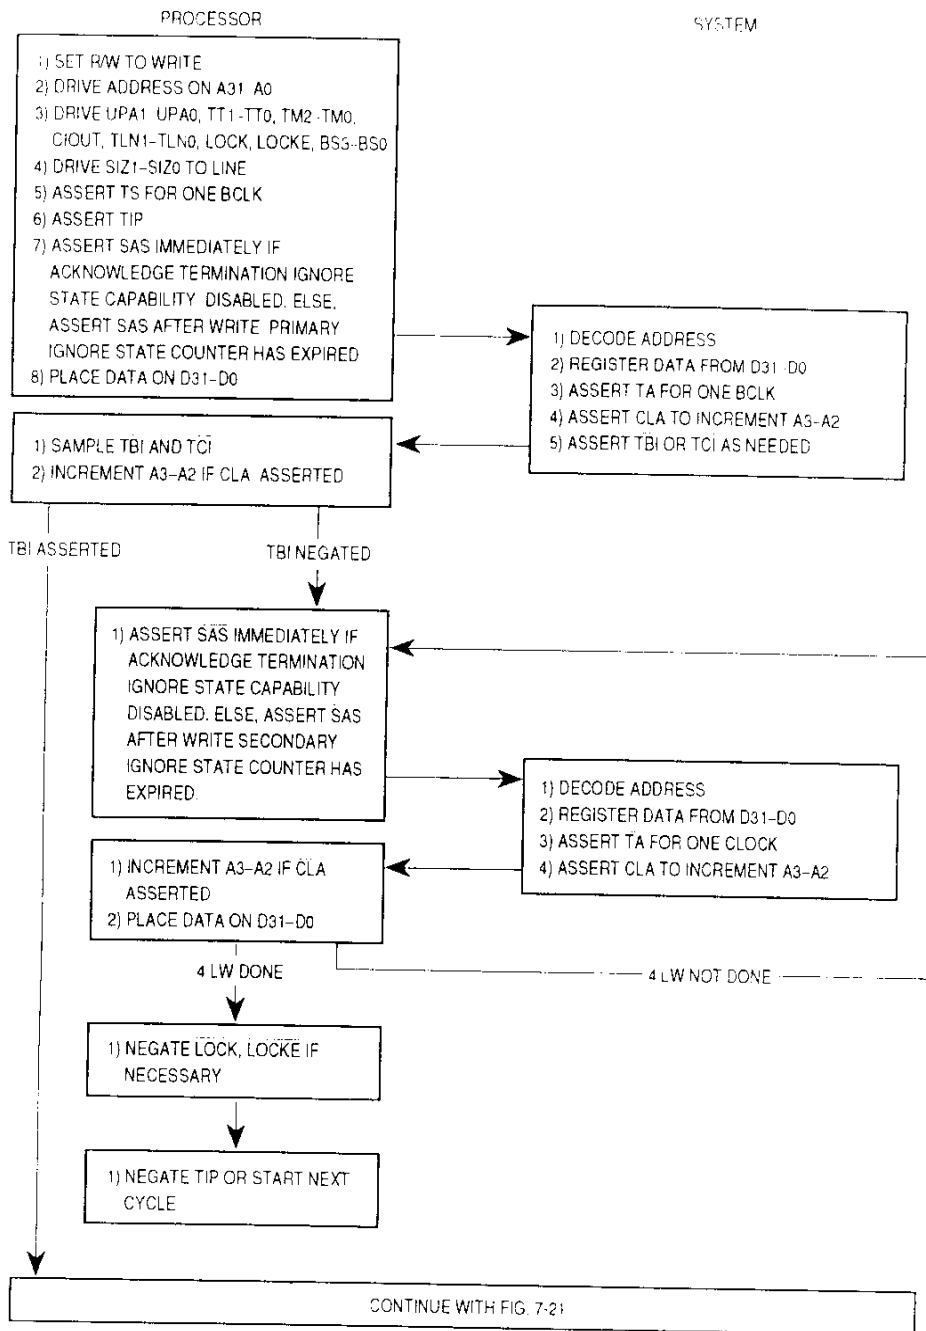 PROCESSOR
SYSTEM
1) SET R/W TO WRITE
2) DRIVE ADDRESS ON A31 A0
3) DRIVE UPA1 UPA0, TT1-TT0, TM2-TM0,
CIOUT, TLN1-TLN0, LOCK, LOCKE, BS3-BS0
4) DRIVE SIZ1-SIZ0 TO LINE
5) ASSERT TS FOR ONE BCLK
6) ASSERT TIP
7) ASSERT SAS IMMEDIATELY IF
ACKNOWLEDGE TERMINATION IGNORE
STATE CAPABILITY DISABLED. ELSE,
ASSERT SAS AFTER WRITE PRIMARY
IGNORE STATE COUNTER HAS EXPIRED
8) PLACE DATA ON D31-D0
1) DECODE ADDRESS
2) REGISTER DATA FROM D31-D0
3) ASSERT TA FOR ONE BCLK
4) ASSERT CLA TO INCREMENT A3-A2
5) ASSERT TBI OR TCI AS NEEDED
1) SAMPLE TBI AND TCI
2) INCREMENT A3-A2 IF CLA ASSERTED
TBI ASSERTED
TBI NEGATED
1) ASSERT SAS IMMEDIATELY IF
ACKNOWLEDGE TERMINATION
IGNORE STATE CAPABILITY
DISABLED. ELSE, ASSERT SAS
AFTER WRITE SECONDARY
IGNORE STATE COUNTER HAS
EXPIRED.
1) DECODE ADDRESS
2) REGISTER DATA FROM D31-D0
3) ASSERT TA FOR ONE CLOCK
4) ASSERT CLA TO INCREMENT A3-A2
1) INCREMENT A3-A2 IF CLA
ASSERTED
2) PLACE DATA ON D31-D0
4 LW DONE
4 LW NOT DONE
1) NEGATE LOCK, LOCKE IF
NECESSARY
1) NEGATE TIP OR START NEXT
CYCLE
CONTINUE WITH FIG. 7-21